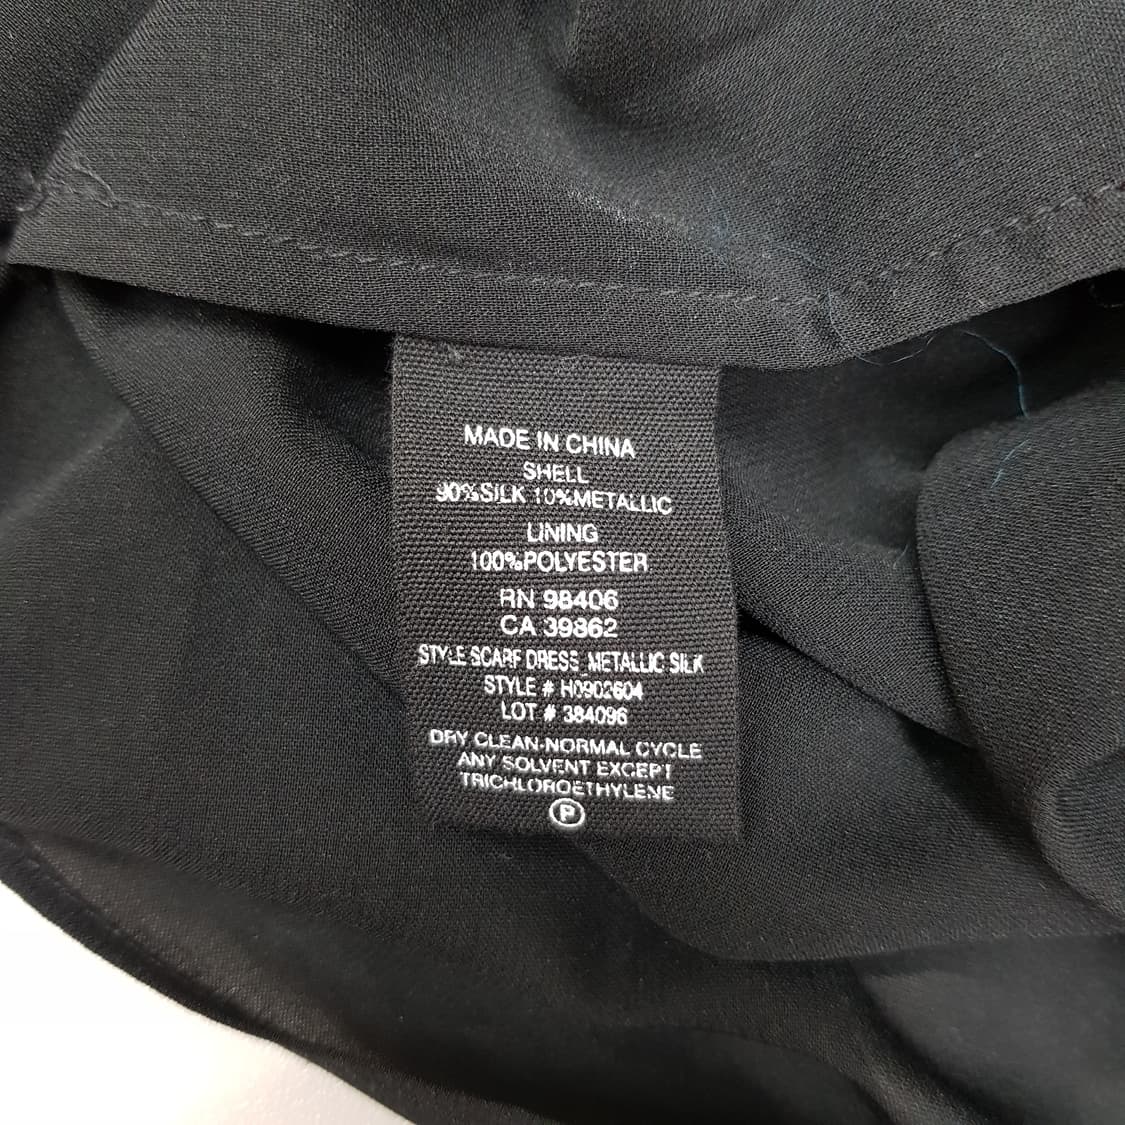 MADE IN CHINA
SHELL
90%SILK 10%METALLIC
LINING
100%POLYESTER
RN 98406
CA 39862
STYLE SCARF DRESS_METALLIC SILK
STYLE # H0902604
LOT # 384096
DRY CLEAN-NORMAL CYCLE
ANY SOLVENT EXCEPT
TRICHLOROETHYLENE
P